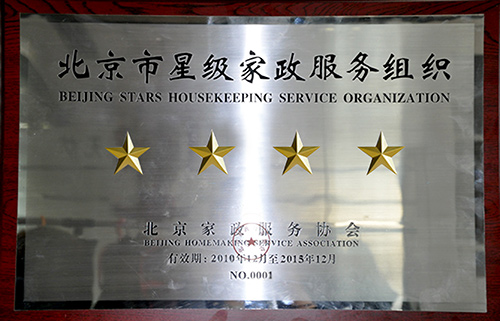 北京市星级家政服务组织
BEIJING STARS HOUSEKEEPING SERVICE ORGANIZATION
北京家政服务协会
BEIJING HOMEMAKING SERVICE ASSOCIATION
有效期：2010年12月至2015年12月
NO.0001